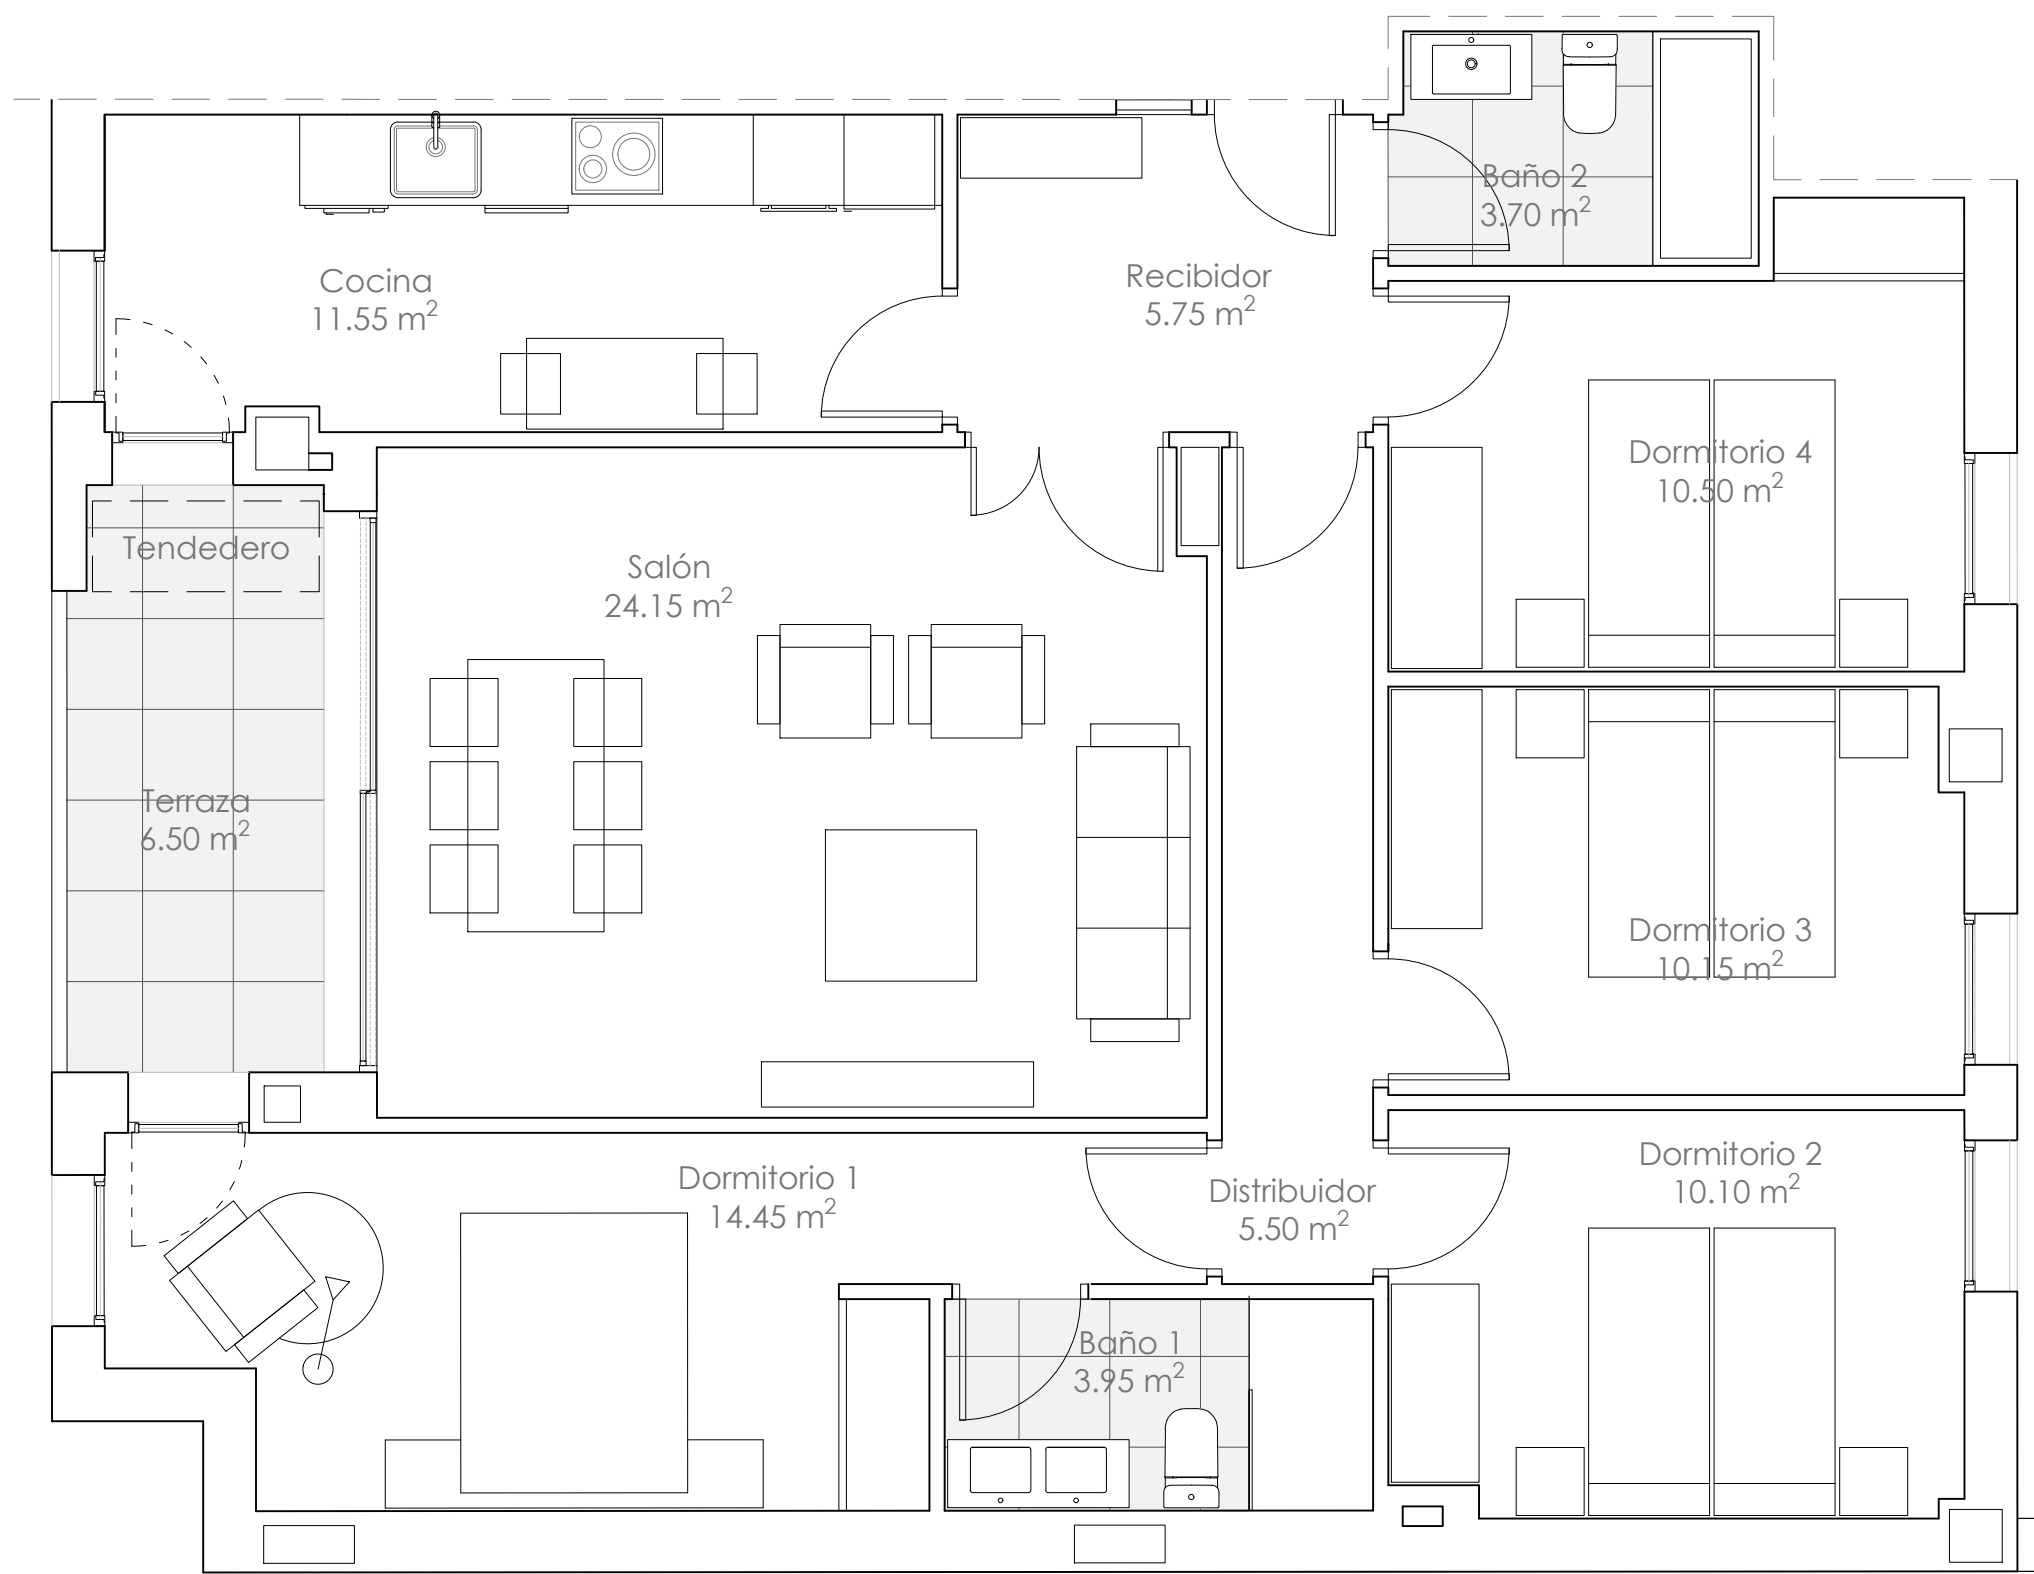 Baño 2
3.70 m²
Cocina
11.55 m²
Recibidor
5.75 m²
Dormitorio 4
10.50 m²
Tendedero
Salón
24.15 m²
Terraza
6.50 m²
Dormitorio 3
10.15 m²
Dormitorio 2
10.10 m²
Dormitorio 1
14.45 m²
Distribuidor
5.50 m²
Baño 1
3.95 m²